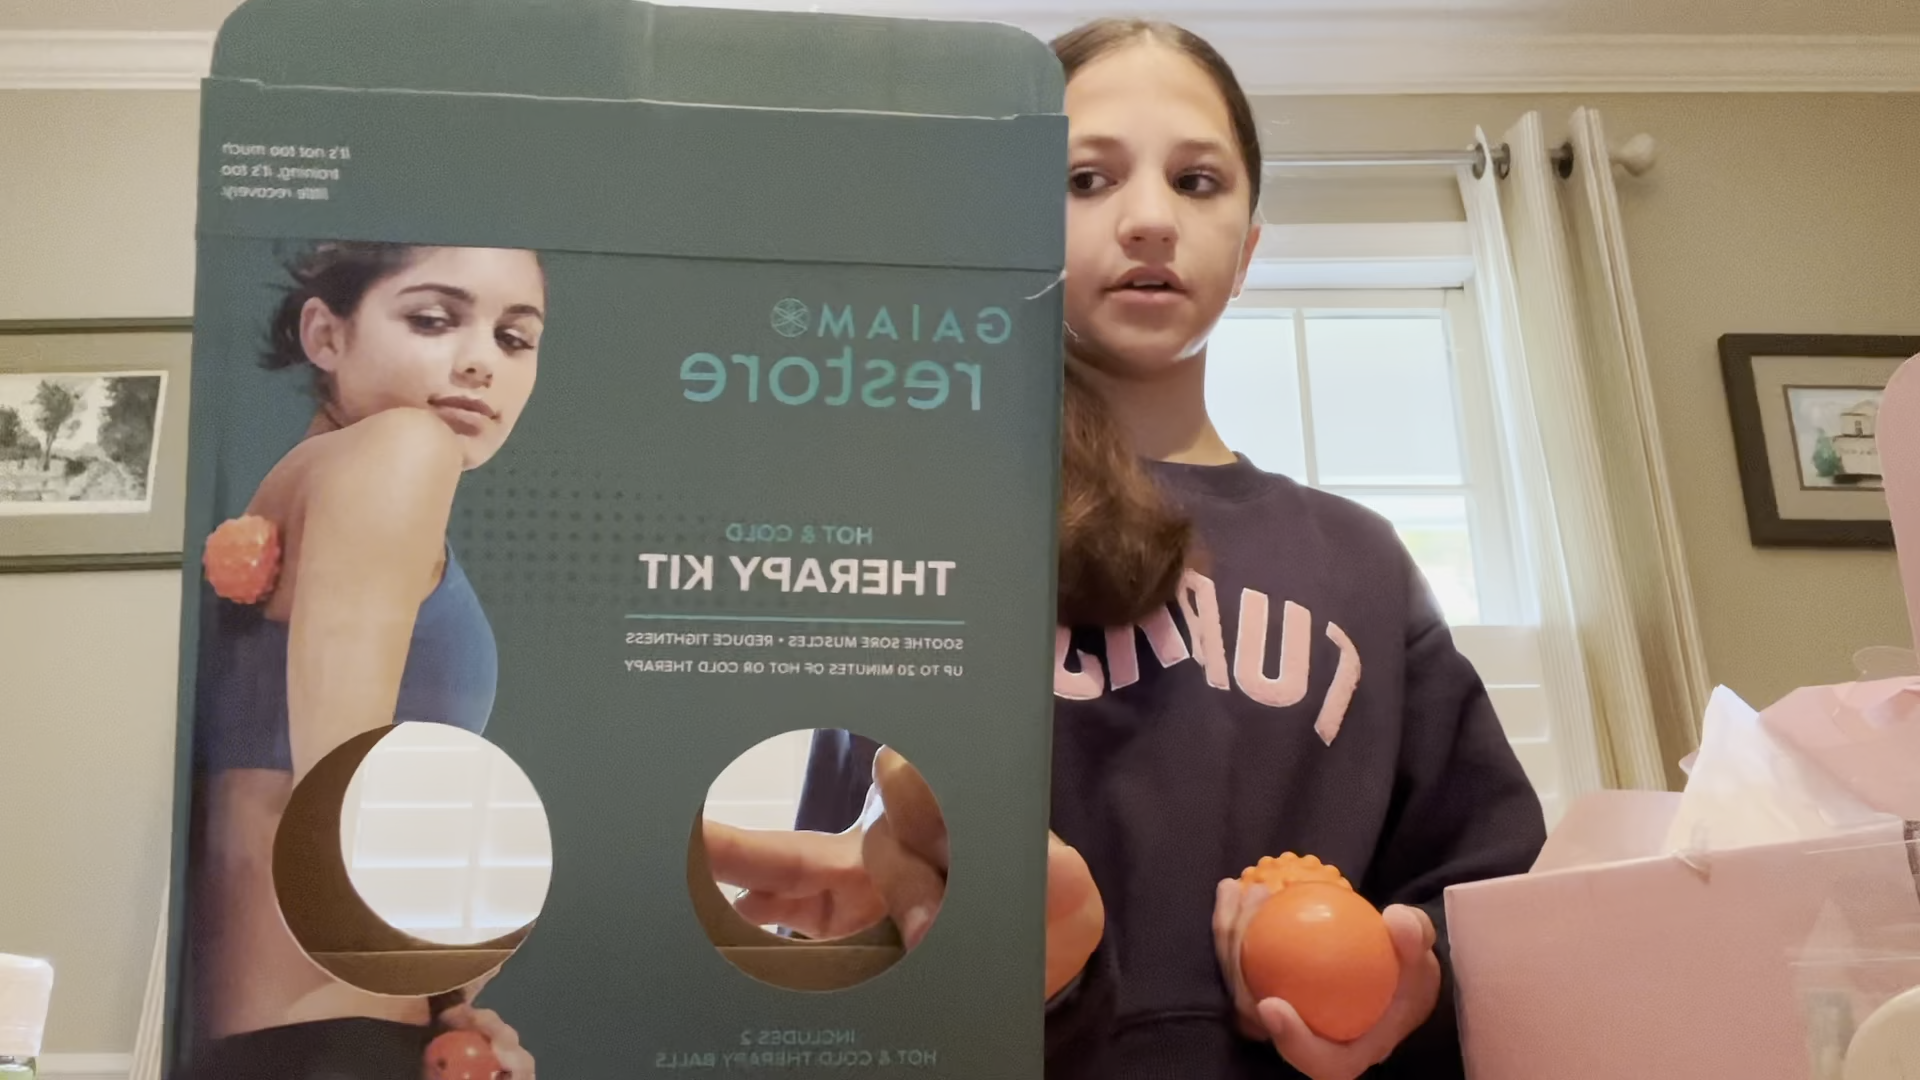 it's not too much
training, it's too
little recovery.
GAIAM
restore
HOT & COLD
THERAPY KIT
SOOTHE SORE MUSCLES • REDUCE TIGHTNESS
UP TO 20 MINUTES OF HOT OR COLD THERAPY
INCLUDES 2
HOT & COLD THERAPY BALLS